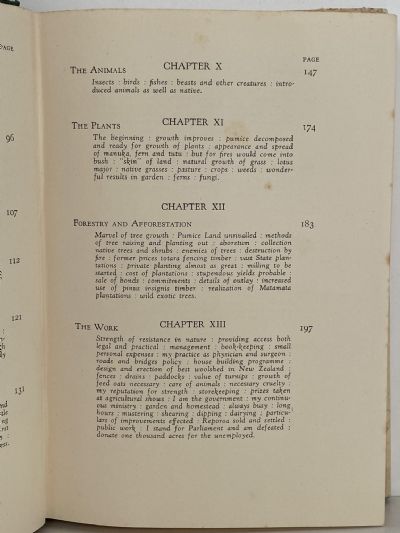 PAGE
96
107
112
121
131
CHAPTER X
PAGE
THE ANIMALS 147
Insects : birds : fishes : beasts and other creatures : intro-
duced animals as well as native.
CHAPTER XI
THE PLANTS 174
The beginning : growth improves : pumice decomposed
and ready for growth of plants : appearance and spread
of manuka, fern and tutu : but for fires would come into
bush : "skim" of land : natural growth of grass : lotus
major : native grasses : pasture : crops : weeds : wonder-
ful results in garden : ferns : fungi.
CHAPTER XII
FORESTRY AND AFFORESTATION 183
Marvel of tree growth : Pumice Land unrivalled : methods
of tree raising and planting out : aboretum : collection
native trees and shrubs : enemies of trees : destruction by
fire : former prices totara fencing timber : vast State plan-
tations : private planting almost as great : milling to be
started : cost of plantations : stupendous yields probable :
sale of bonds : commitments : details of outlay : increased
use of pinus insignis timber : realization of Matamata
plantations : wild exotic trees.
CHAPTER XIII
THE WORK 197
Strength of resistance in nature : providing access both
legal and practical : management : book-keeping : small
personal expenses : my practice as physician and surgeon :
roads and bridges policy : house building programme :
design and erection of best woolshed in New Zealand :
fences : drains : paddocks : value of turnips : growth of
feed oats necessary : care of animals : necessary cruelty :
my reputation for strength : storekeeping : prizes taken
at agricultural shows : I am the government : my continu-
ous ministry : garden and homestead : always busy : long
hours : mustering : shearing : dipping : dairying : particu-
lars of improvements effected : Reporoa sold and settled :
public work : I stand for Parliament and am defeated :
donate one thousand acres for the unemployed.